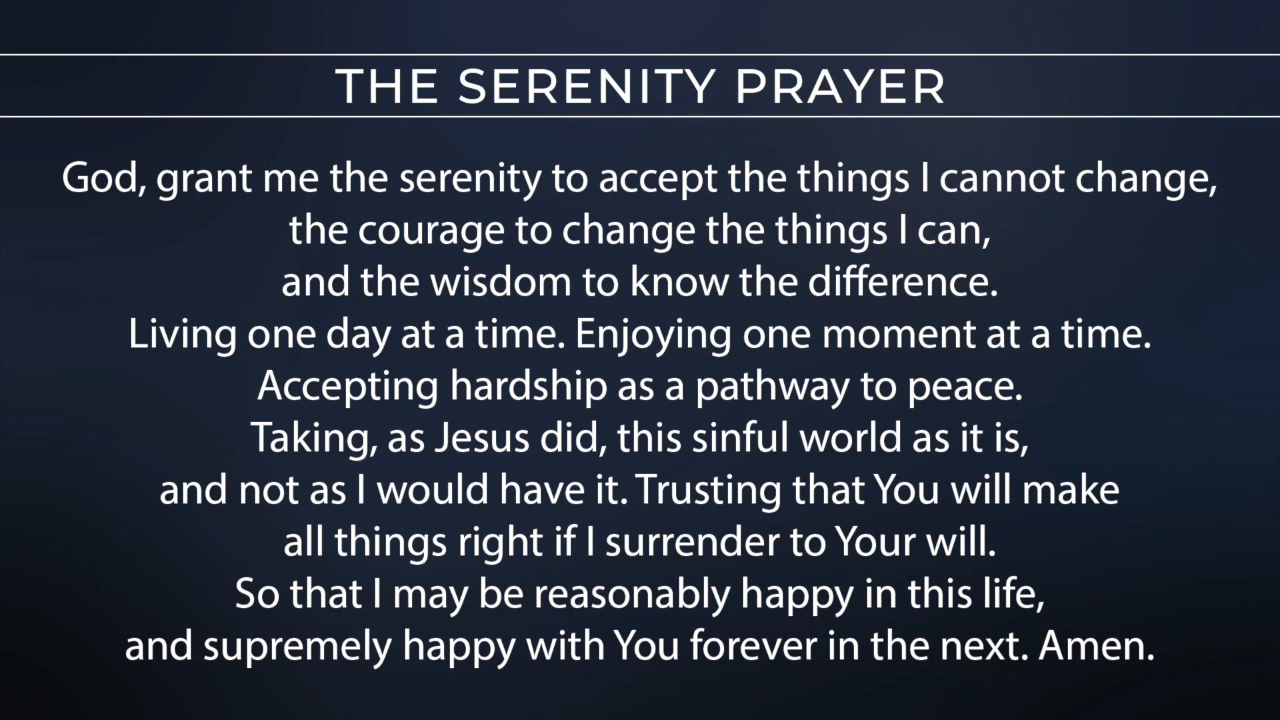 THE SERENITY PRAYER
God, grant me the serenity to accept the things I cannot change,
the courage to change the things I can,
and the wisdom to know the difference.
Living one day at a time. Enjoying one moment at a time.
Accepting hardship as a pathway to peace.
Taking, as Jesus did, this sinful world as it is,
and not as I would have it. Trusting that You will make
all things right if I surrender to Your will.
So that I may be reasonably happy in this life,
and supremely happy with You forever in the next. Amen.